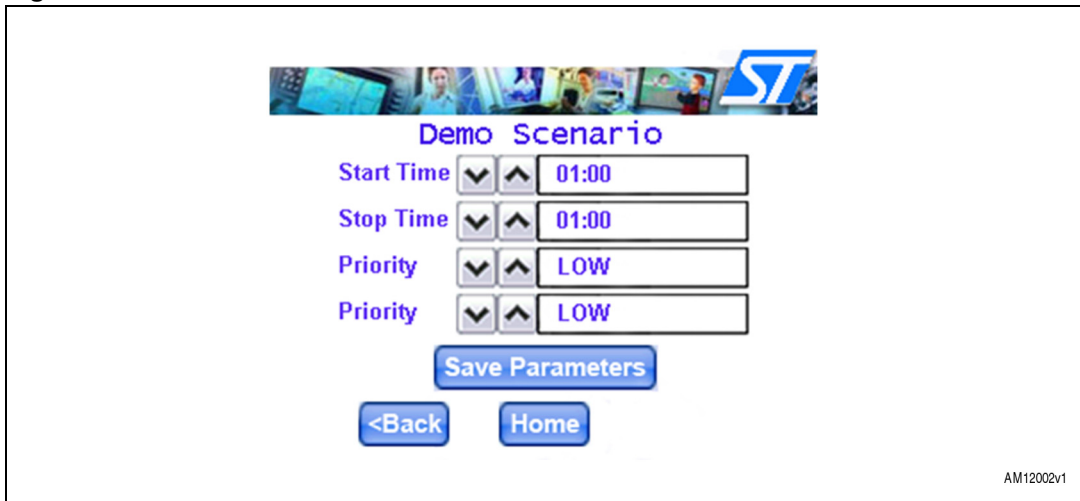 ST
Demo Scenario
Start Time 01:00
Stop Time 01:00
Priority LOW
Priority LOW
Save Parameters
<Back Home
AM12002v1